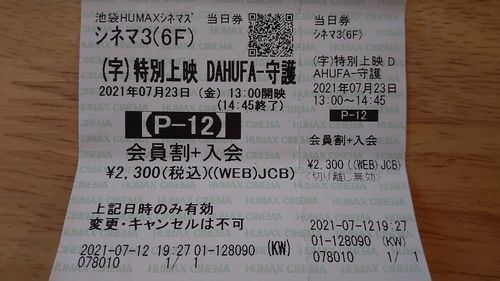 池袋HUMAXシネマズ 当日券
シネマ3(6F)
(字)特別上映 DAHUFA-守護
2021年07月23日 (金) 13:00開映
(14:45終了)
【P-12】
会員割+入会
¥2,300(税込)((WEB)JCB)
上記日時のみ有効
変更・キャンセルは不可
2021-07-12 19:27 01-128090 (KW)
078010 1/ 1
当日券
シネマ3(6F)
(字)特別上映 D
AHUFA-守護
2021年07月23日
13:00〜14:45
P-12
¥2,300((WEB)JCB)
<切り離し無効>
2021-07-12 19:27
01-128090 (KW)
078010 1/ 1
HUMAX CINEMA